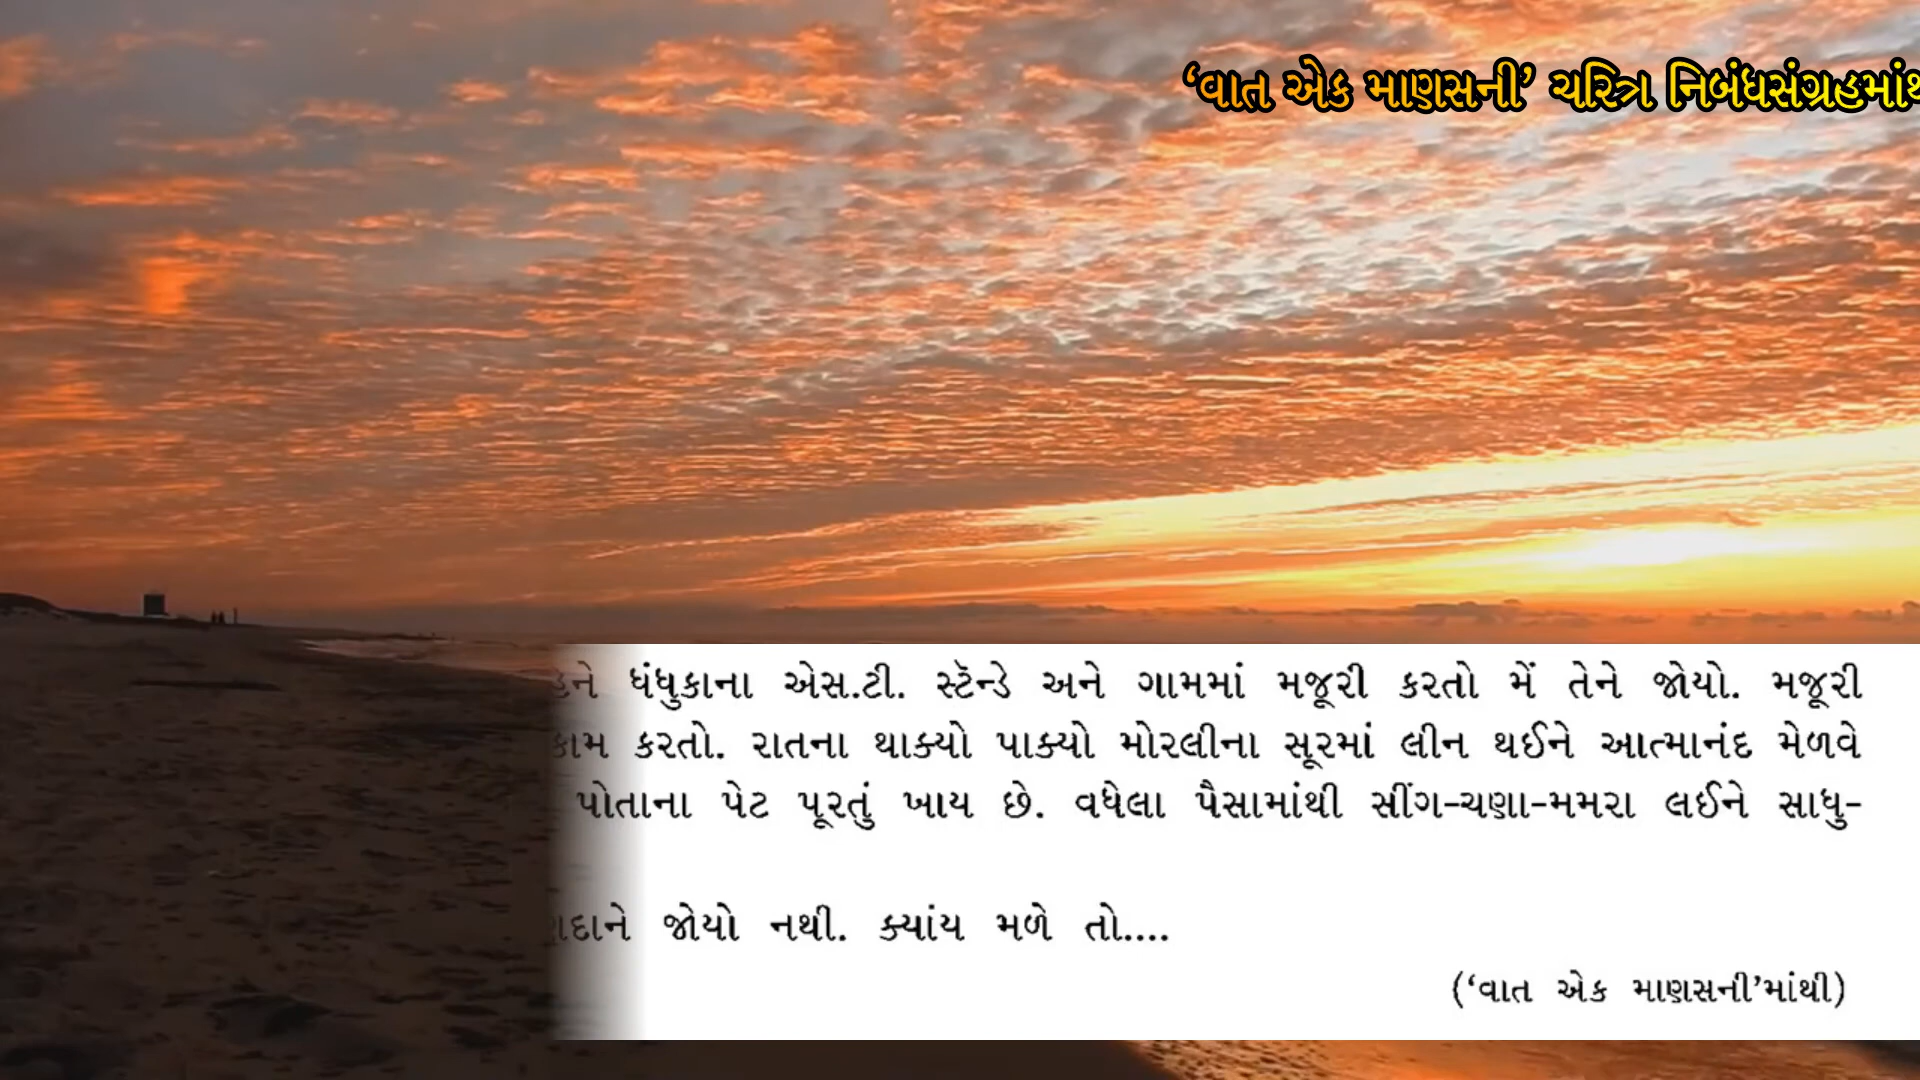 ‘વાત એક માણસની’ ચરિત્ર નિબંધસંગ્રહમાંથ
ધંધુકાના એસ.ટી. સ્ટૅન્ડે અને ગામમાં મજૂરી કરતો મેં તેને જોયો. મજૂરી
કામ કરતો. રાતના થાક્યો પાક્યો મોરલીના સૂરમાં લીન થઈને આત્માનંદ મેળવે
પોતાના પેટ પૂરતું ખાય છે. વધેલા પૈસામાંથી સીંગ-ચણા-મમરા લઈને સાધુ-
જોયો નથી. ક્યાંય મળે તો....
(‘વાત એક માણસની’માંથી)